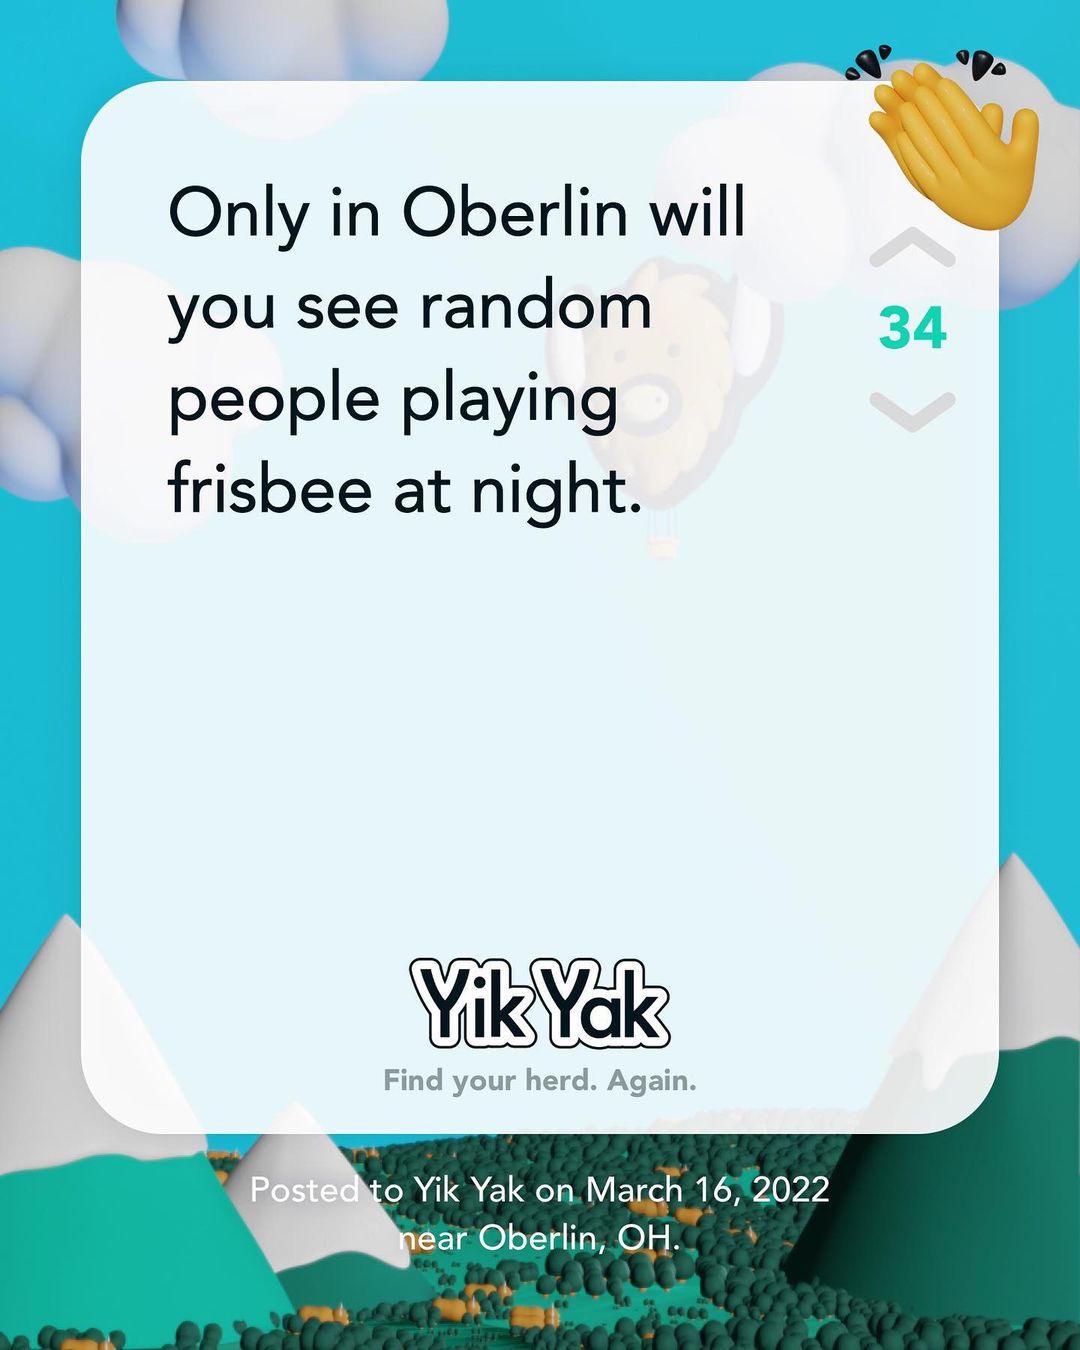 Only in Oberlin will
you see random
people playing
frisbee at night.
34
Yik Yak
Find your herd. Again.
Posted to Yik Yak on March 16, 2022
near Oberlin, OH.